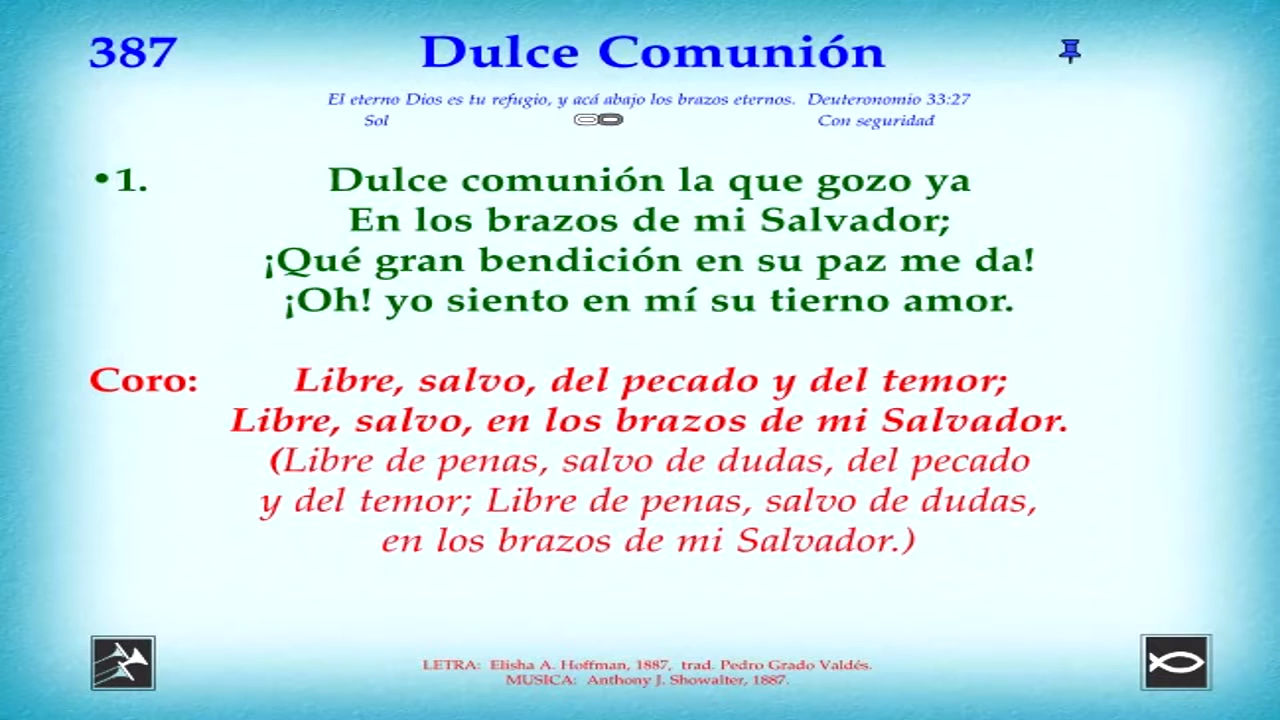 387 Dulce Comunión
El eterno Dios es tu refugio, y acá abajo los brazos eternos. Deuteronomio 33:27
Sol Con seguridad
•1. Dulce comunión la que gozo ya
En los brazos de mi Salvador;
¡Qué gran bendición en su paz me da!
¡Oh! yo siento en mí su tierno amor.
Coro: Libre, salvo, del pecado y del temor;
Libre, salvo, en los brazos de mi Salvador.
(Libre de penas, salvo de dudas, del pecado
y del temor; Libre de penas, salvo de dudas,
en los brazos de mi Salvador.)
LETRA: Elisha A. Hoffman, 1887, trad. Pedro Grado Valdés.
MUSICA: Anthony J. Showalter, 1887.